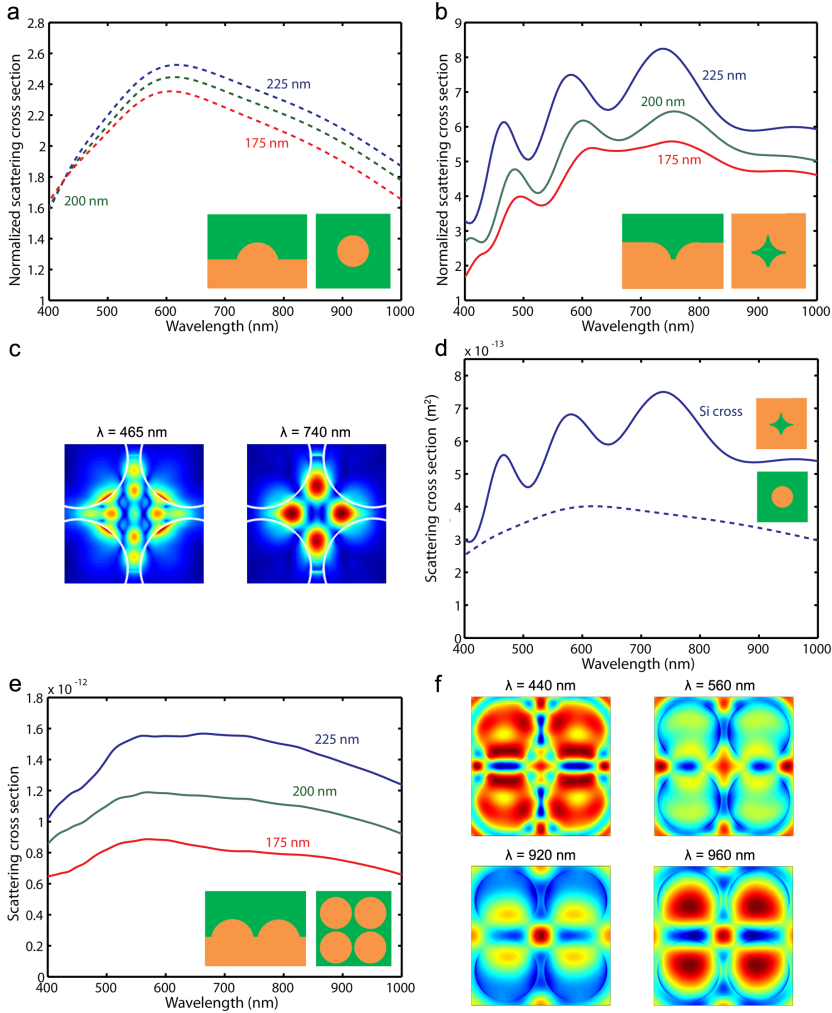 a
Normalized scattering cross section
2.8
2.6
2.4
2.2
2
1.8
1.6
1.4
1.2
1
225 nm
175 nm
200 nm
400 500 600 700 800 900 1000
Wavelength (nm)
b
Normalized scattering cross section
9
8
7
6
5
4
3
2
1
225 nm
200 nm
175 nm
400 500 600 700 800 900 1000
Wavelength (nm)
c
λ = 465 nm
λ = 740 nm
d
x 10 -13
Scattering cross section (m²)
8
7
6
5
4
3
2
1
0
Si cross
400 500 600 700 800 900 1000
Wavelength (nm)
e
x 10 -12
Scattering cross section
1.8
1.6
1.4
1.2
1
0.8
0.6
0.4
0.2
0
225 nm
200 nm
175 nm
400 500 600 700 800 900 1000
Wavelength (nm)
f
λ = 440 nm
λ = 560 nm
λ = 920 nm
λ = 960 nm